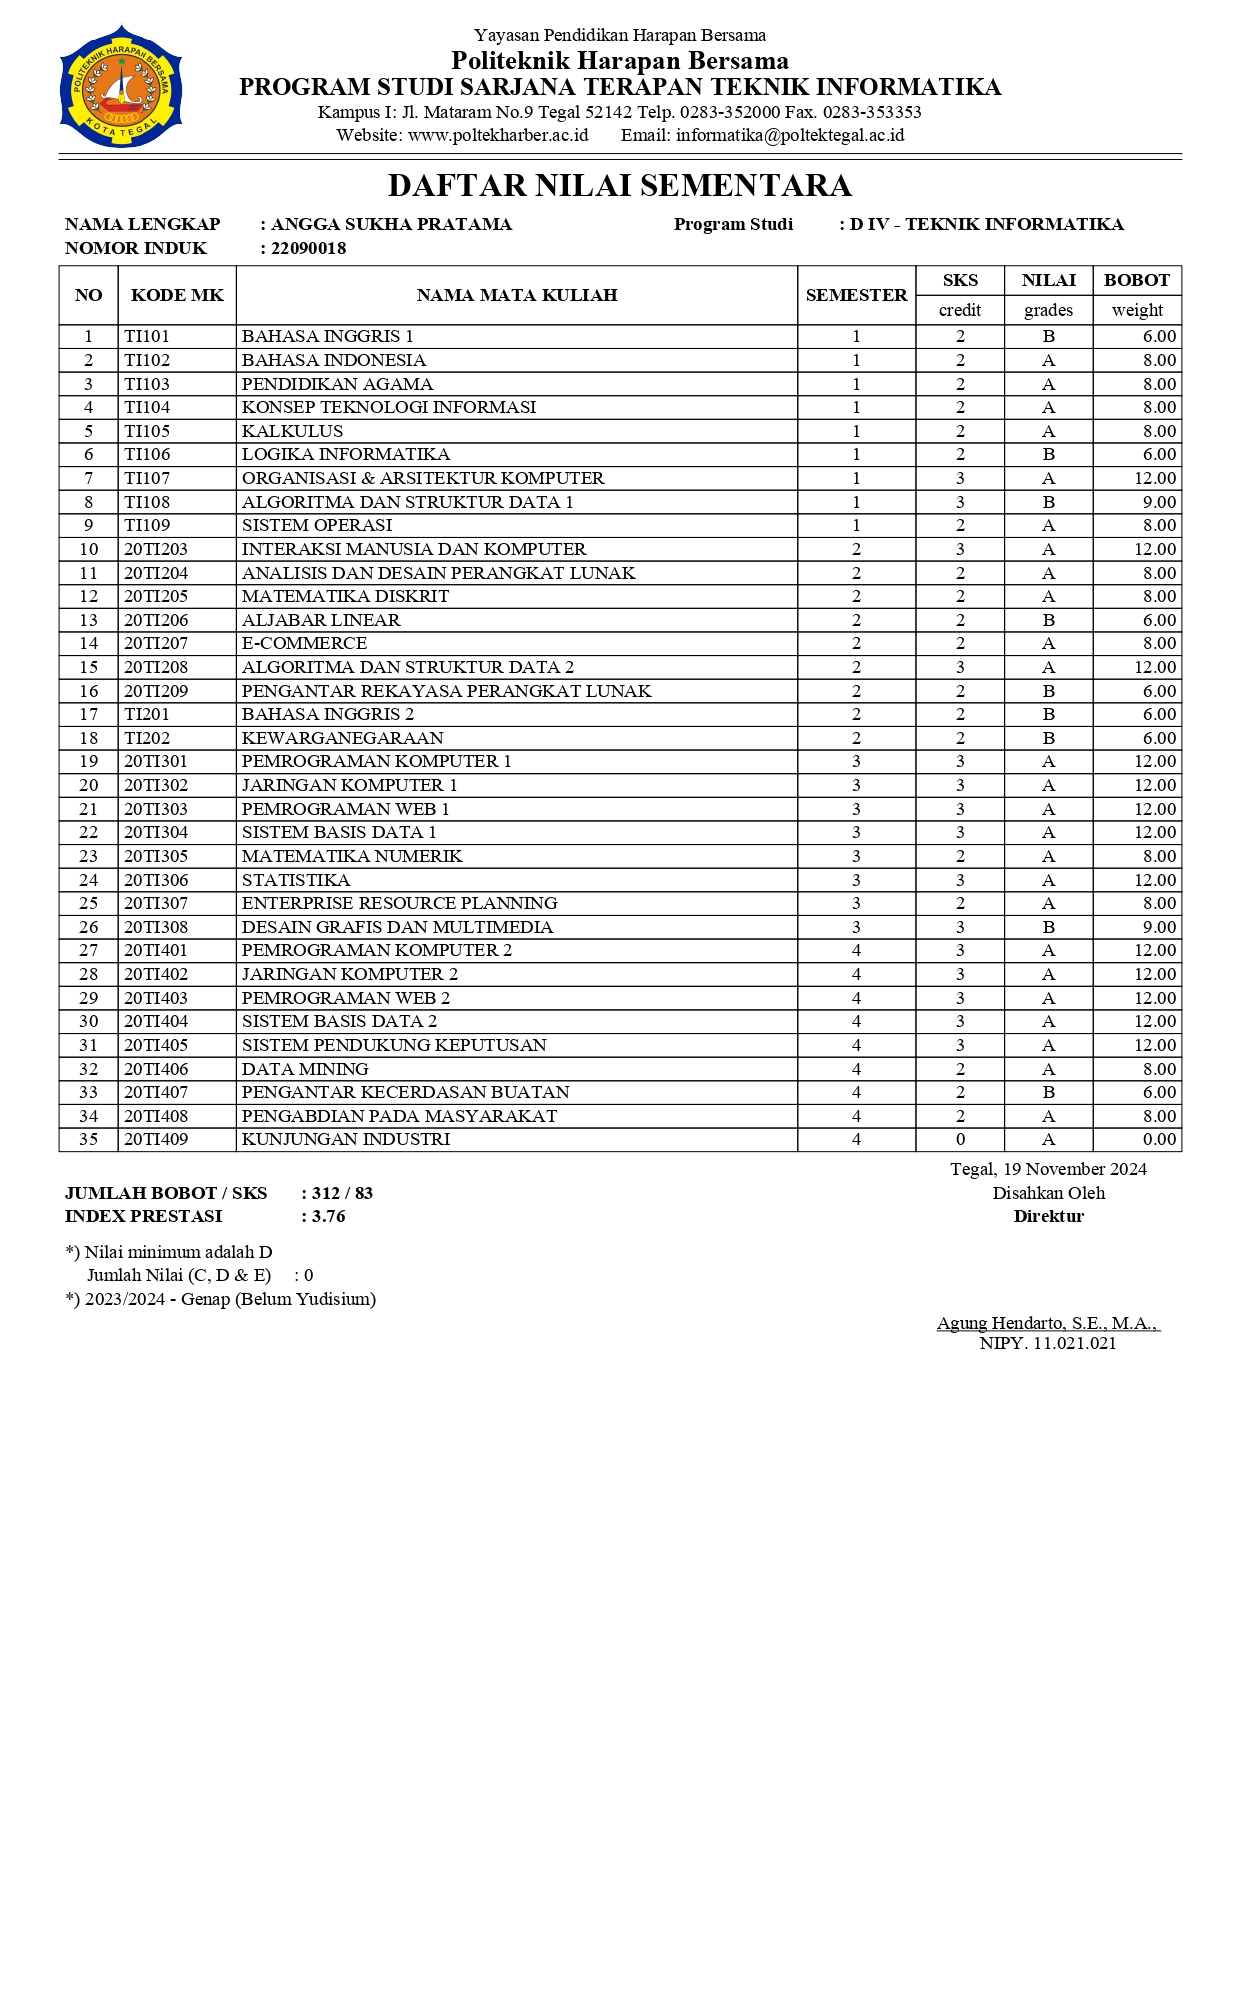 POLITEKNIK HARAPAN BERSAMA
KOTA TEGAL
Yayasan Pendidikan Harapan Bersama
Politeknik Harapan Bersama
PROGRAM STUDI SARJANA TERAPAN TEKNIK INFORMATIKA
Kampus I: Jl. Mataram No.9 Tegal 52142 Telp. 0283-352000 Fax. 0283-353353
Website: www.poltekharber.ac.id Email: informatika@poltektegal.ac.id
DAFTAR NILAI SEMENTARA
NAMA LENGKAP : ANGGA SUKHA PRATAMA Program Studi : D IV - TEKNIK INFORMATIKA
NOMOR INDUK : 22090018
NO KODE MK NAMA MATA KULIAH SEMESTER SKS NILAI BOBOT
credit grades weight
1 TI101 BAHASA INGGRIS 1 1 2 B 6.00
2 TI102 BAHASA INDONESIA 1 2 A 8.00
3 TI103 PENDIDIKAN AGAMA 1 2 A 8.00
4 TI104 KONSEP TEKNOLOGI INFORMASI 1 2 A 8.00
5 TI105 KALKULUS 1 2 A 8.00
6 TI106 LOGIKA INFORMATIKA 1 2 B 6.00
7 TI107 ORGANISASI & ARSITEKTUR KOMPUTER 1 3 A 12.00
8 TI108 ALGORITMA DAN STRUKTUR DATA 1 1 3 B 9.00
9 TI109 SISTEM OPERASI 1 2 A 8.00
10 20TI203 INTERAKSI MANUSIA DAN KOMPUTER 2 3 A 12.00
11 20TI204 ANALISIS DAN DESAIN PERANGKAT LUNAK 2 2 A 8.00
12 20TI205 MATEMATIKA DISKRIT 2 2 A 8.00
13 20TI206 ALJABAR LINEAR 2 2 B 6.00
14 20TI207 E-COMMERCE 2 2 A 8.00
15 20TI208 ALGORITMA DAN STRUKTUR DATA 2 2 3 A 12.00
16 20TI209 PENGANTAR REKAYASA PERANGKAT LUNAK 2 2 B 6.00
17 TI201 BAHASA INGGRIS 2 2 2 B 6.00
18 TI202 KEWARGANEGARAAN 2 2 B 6.00
19 20TI301 PEMROGRAMAN KOMPUTER 1 3 3 A 12.00
20 20TI302 JARINGAN KOMPUTER 1 3 3 A 12.00
21 20TI303 PEMROGRAMAN WEB 1 3 3 A 12.00
22 20TI304 SISTEM BASIS DATA 1 3 3 A 12.00
23 20TI305 MATEMATIKA NUMERIK 3 2 A 8.00
24 20TI306 STATISTIKA 3 3 A 12.00
25 20TI307 ENTERPRISE RESOURCE PLANNING 3 2 A 8.00
26 20TI308 DESAIN GRAFIS DAN MULTIMEDIA 3 3 B 9.00
27 20TI401 PEMROGRAMAN KOMPUTER 2 4 3 A 12.00
28 20TI402 JARINGAN KOMPUTER 2 4 3 A 12.00
29 20TI403 PEMROGRAMAN WEB 2 4 3 A 12.00
30 20TI404 SISTEM BASIS DATA 2 4 3 A 12.00
31 20TI405 SISTEM PENDUKUNG KEPUTUSAN 4 3 A 12.00
32 20TI406 DATA MINING 4 2 A 8.00
33 20TI407 PENGANTAR KECERDASAN BUATAN 4 2 B 6.00
34 20TI408 PENGABDIAN PADA MASYARAKAT 4 2 A 8.00
35 20TI409 KUNJUNGAN INDUSTRI 4 0 A 0.00
Tegal, 19 November 2024
JUMLAH BOBOT / SKS : 312 / 83 Disahkan Oleh
INDEX PRESTASI : 3.76 Direktur
*) Nilai minimum adalah D
Jumlah Nilai (C, D & E) : 0
*) 2023/2024 - Genap (Belum Yudisium)
Agung Hendarto, S.E., M.A.,
NIPY. 11.021.021